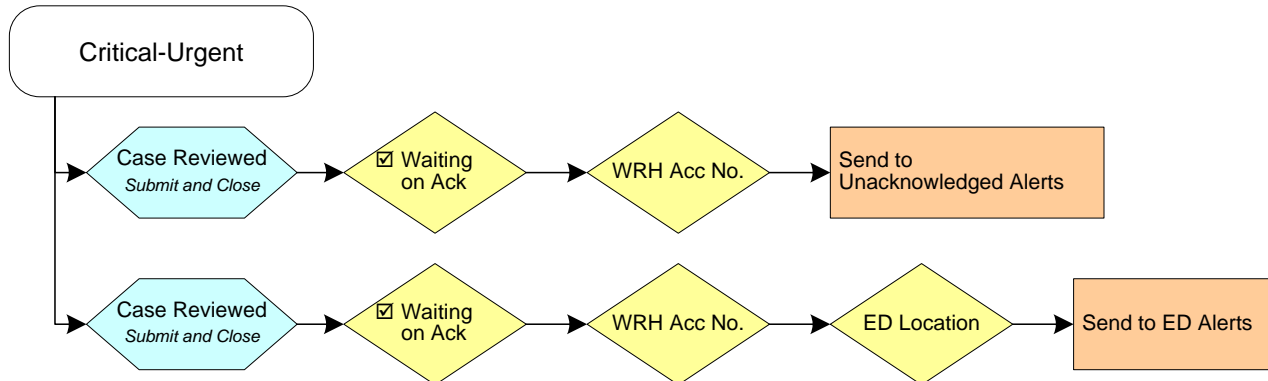 Critical-Urgent
Case Reviewed
Submit and Close
☑ Waiting
on Ack
WRH Acc No.
Send to
Unacknowledged Alerts
Case Reviewed
Submit and Close
☑ Waiting
on Ack
WRH Acc No.
ED Location
Send to ED Alerts